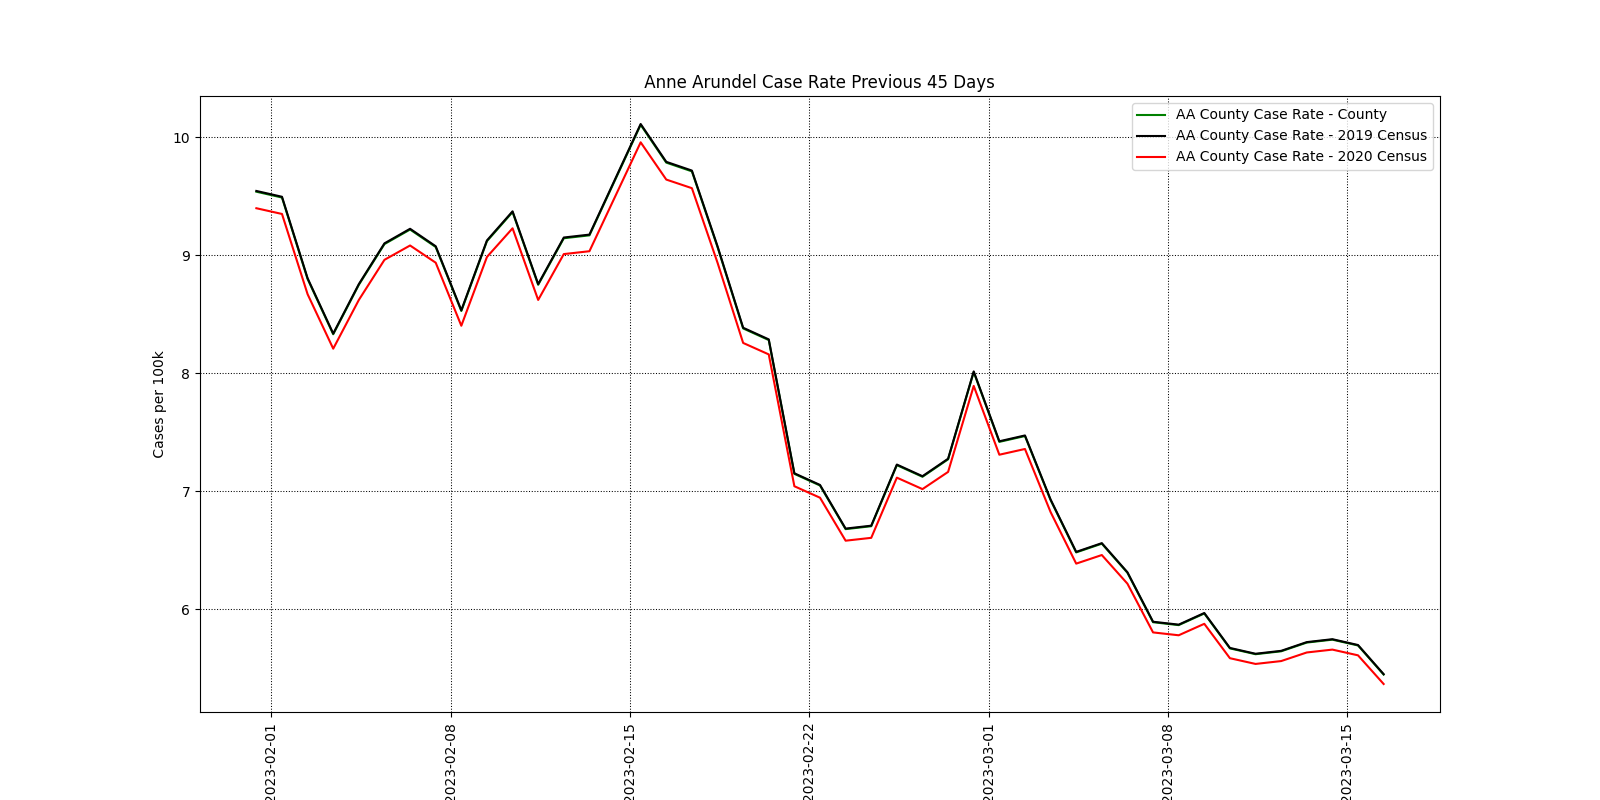 Anne Arundel Case Rate Previous 45 Days
AA County Case Rate - County
AA County Case Rate - 2019 Census
AA County Case Rate - 2020 Census
Cases per 100k
10
9
8
7
6
2023-02-01
2023-02-08
2023-02-15
2023-02-22
2023-03-01
2023-03-08
2023-03-15